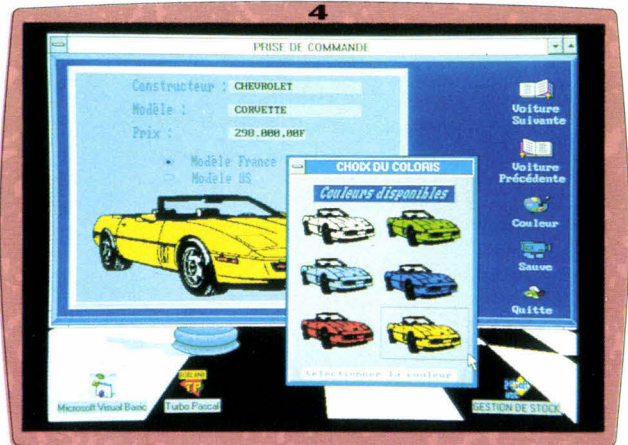 4
PRISE DE COMMANDE
Constructeur : CHEVROLET
Modèle : CORVETTE
Prix : 298.000,00F
Modèle France
Modèle US
Voiture
Suivante
Voiture
Précédente
Couleur
Sauve
Quitte
CHOIX DU COLORIS
Couleurs disponibles
Sélectionner la couleur
Microsoft Visual Basic
BORLAND
TP
Turbo Pascal
GESTION DE STOCK